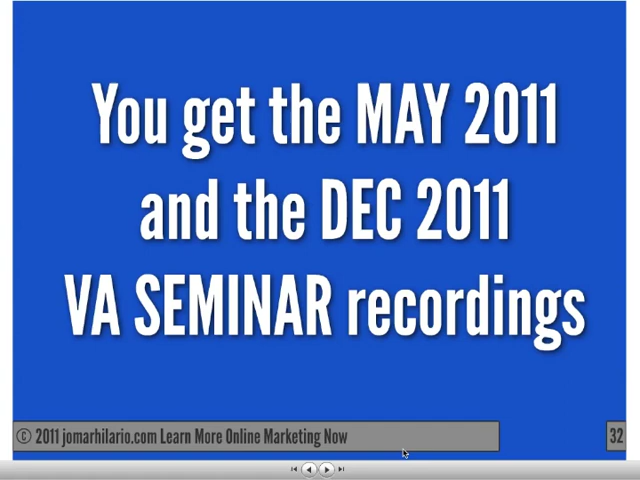 You get the MAY 2011
and the DEC 2011
VA SEMINAR recordings
© 2011 jomarhilario.com Learn More Online Marketing Now
32